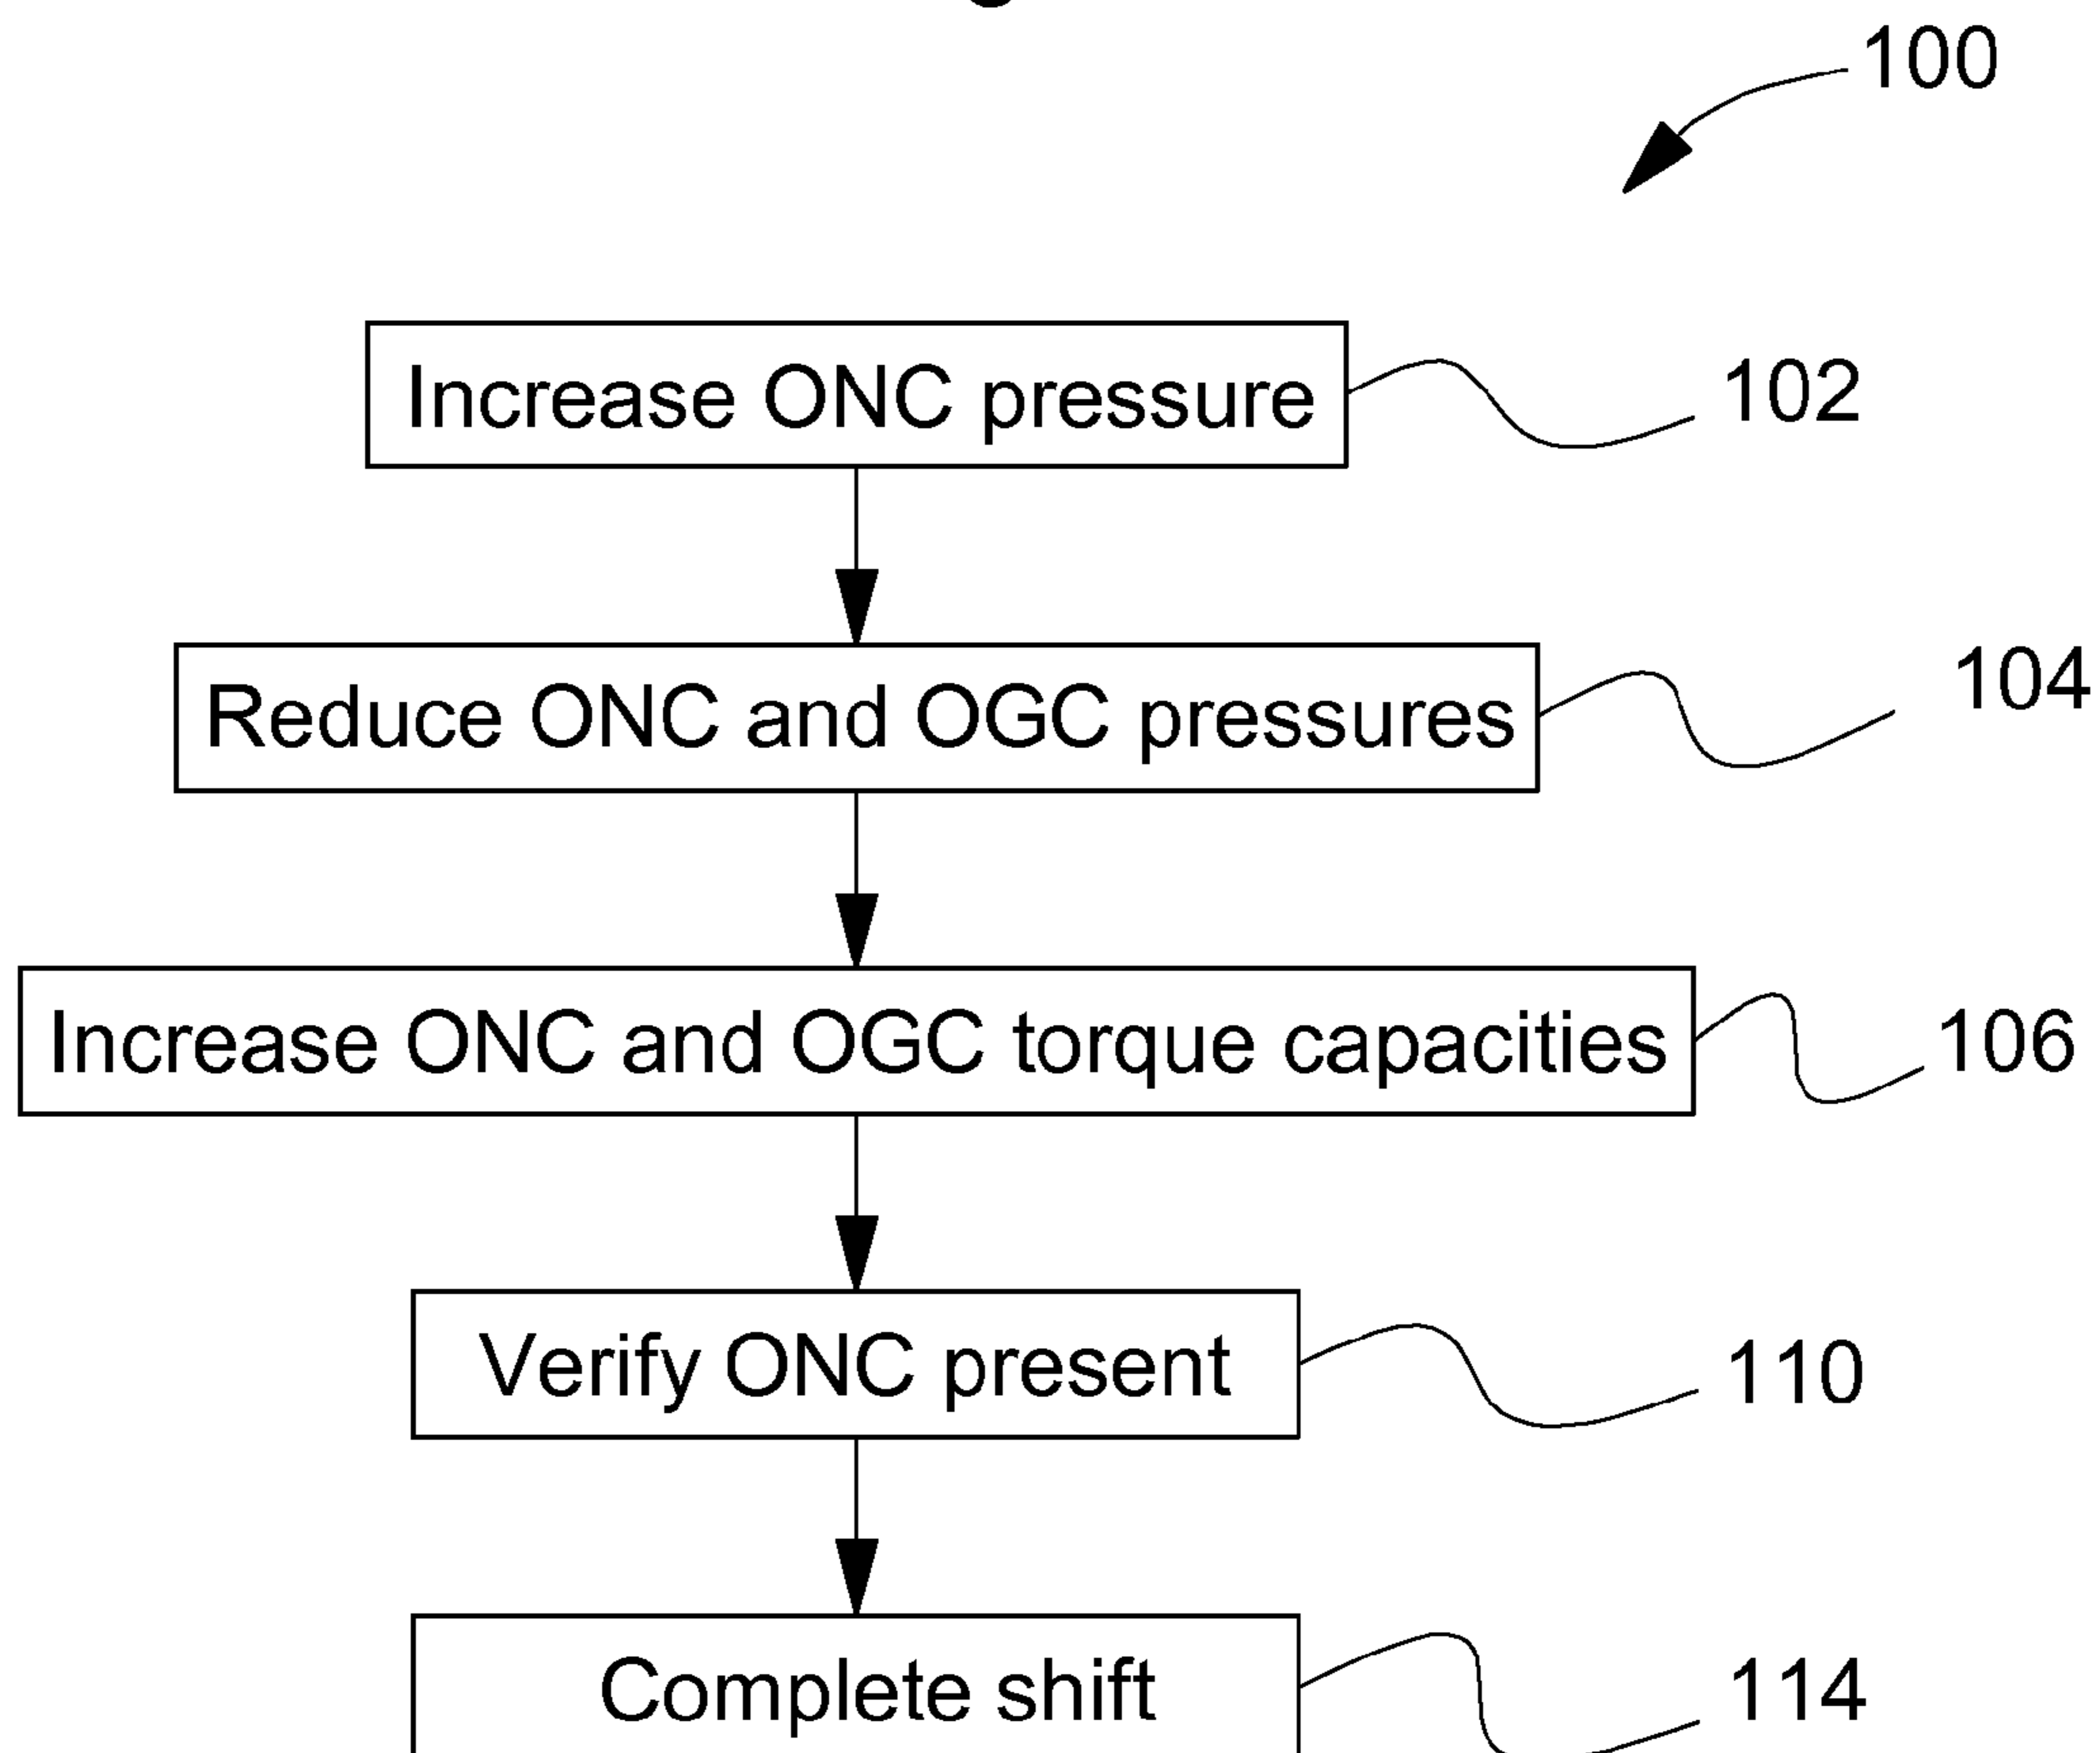 100
Increase ONC pressure
102
Reduce ONC and OGC pressures
104
Increase ONC and OGC torque capacities
106
Verify ONC present
110
Complete shift
114